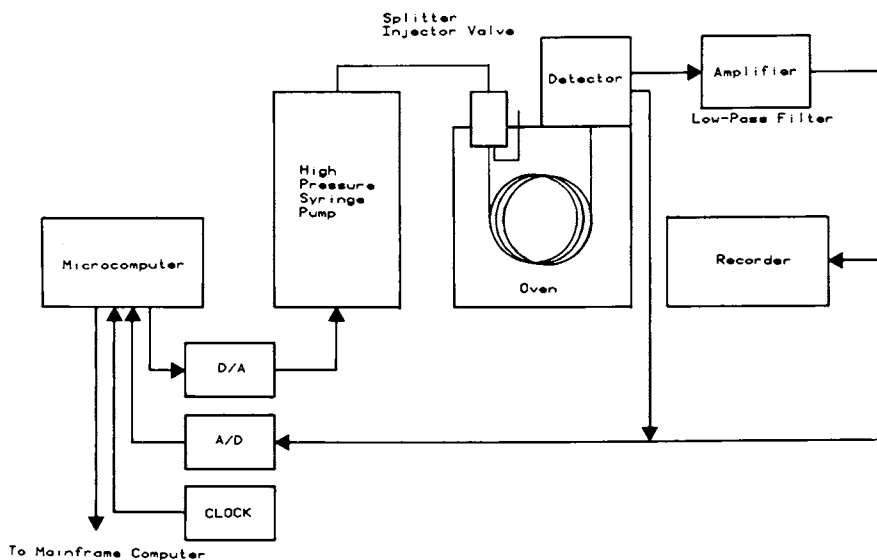 Splitter
Injector Valve
Detector
Amplifier
Low-Pass Filter
High
Pressure
Syringe
Pump
Microcomputer
Oven
Recorder
D/A
A/D
CLOCK
To Mainframe Computer